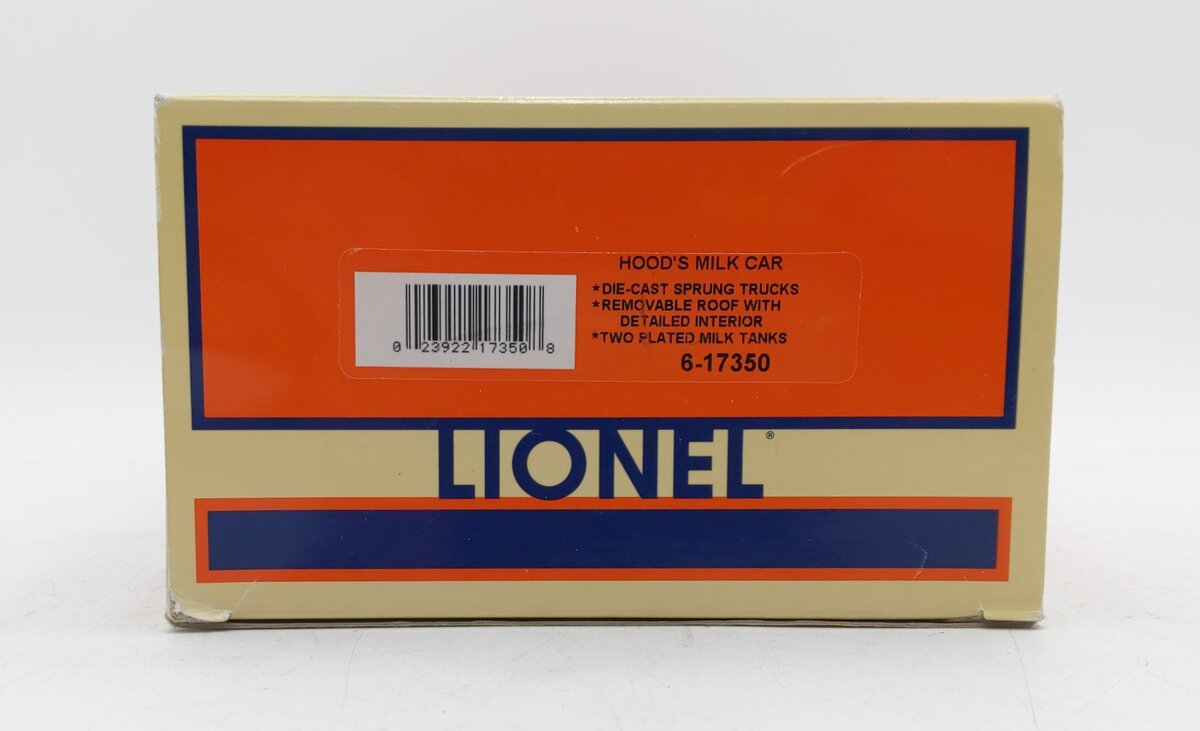 HOOD'S MILK CAR
*DIE-CAST SPRUNG TRUCKS
*REMOVABLE ROOF WITH
DETAILED INTERIOR
*TWO PLATED MILK TANKS
6-17350
0 23922 17350 8
LIONEL®